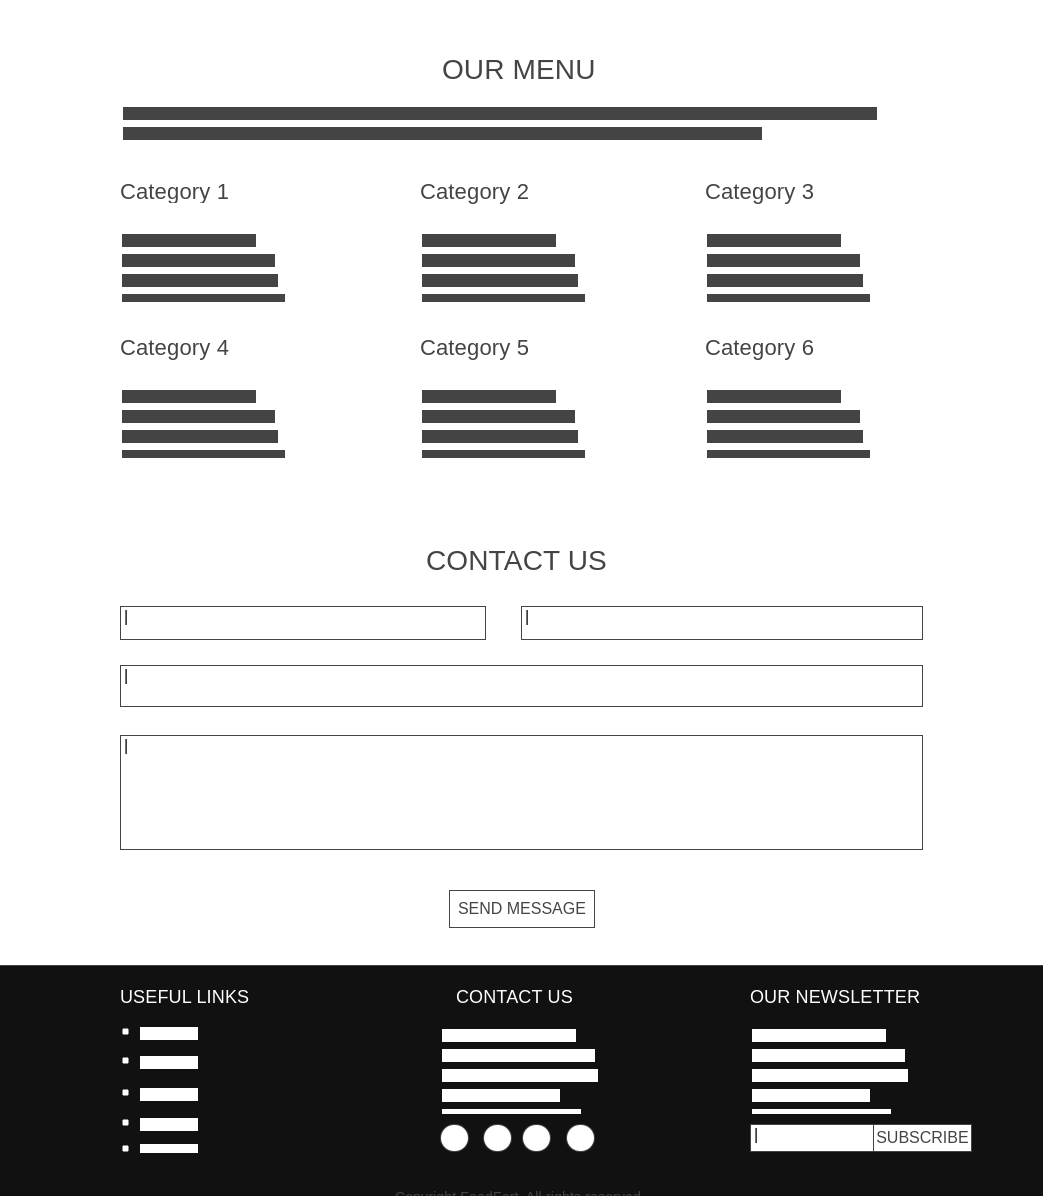 OUR MENU
Category 1
Category 2
Category 3
Category 4
Category 5
Category 6
CONTACT US
SEND MESSAGE
USEFUL LINKS
CONTACT US
OUR NEWSLETTER
SUBSCRIBE
Copyright FoodFort. All rights reserved